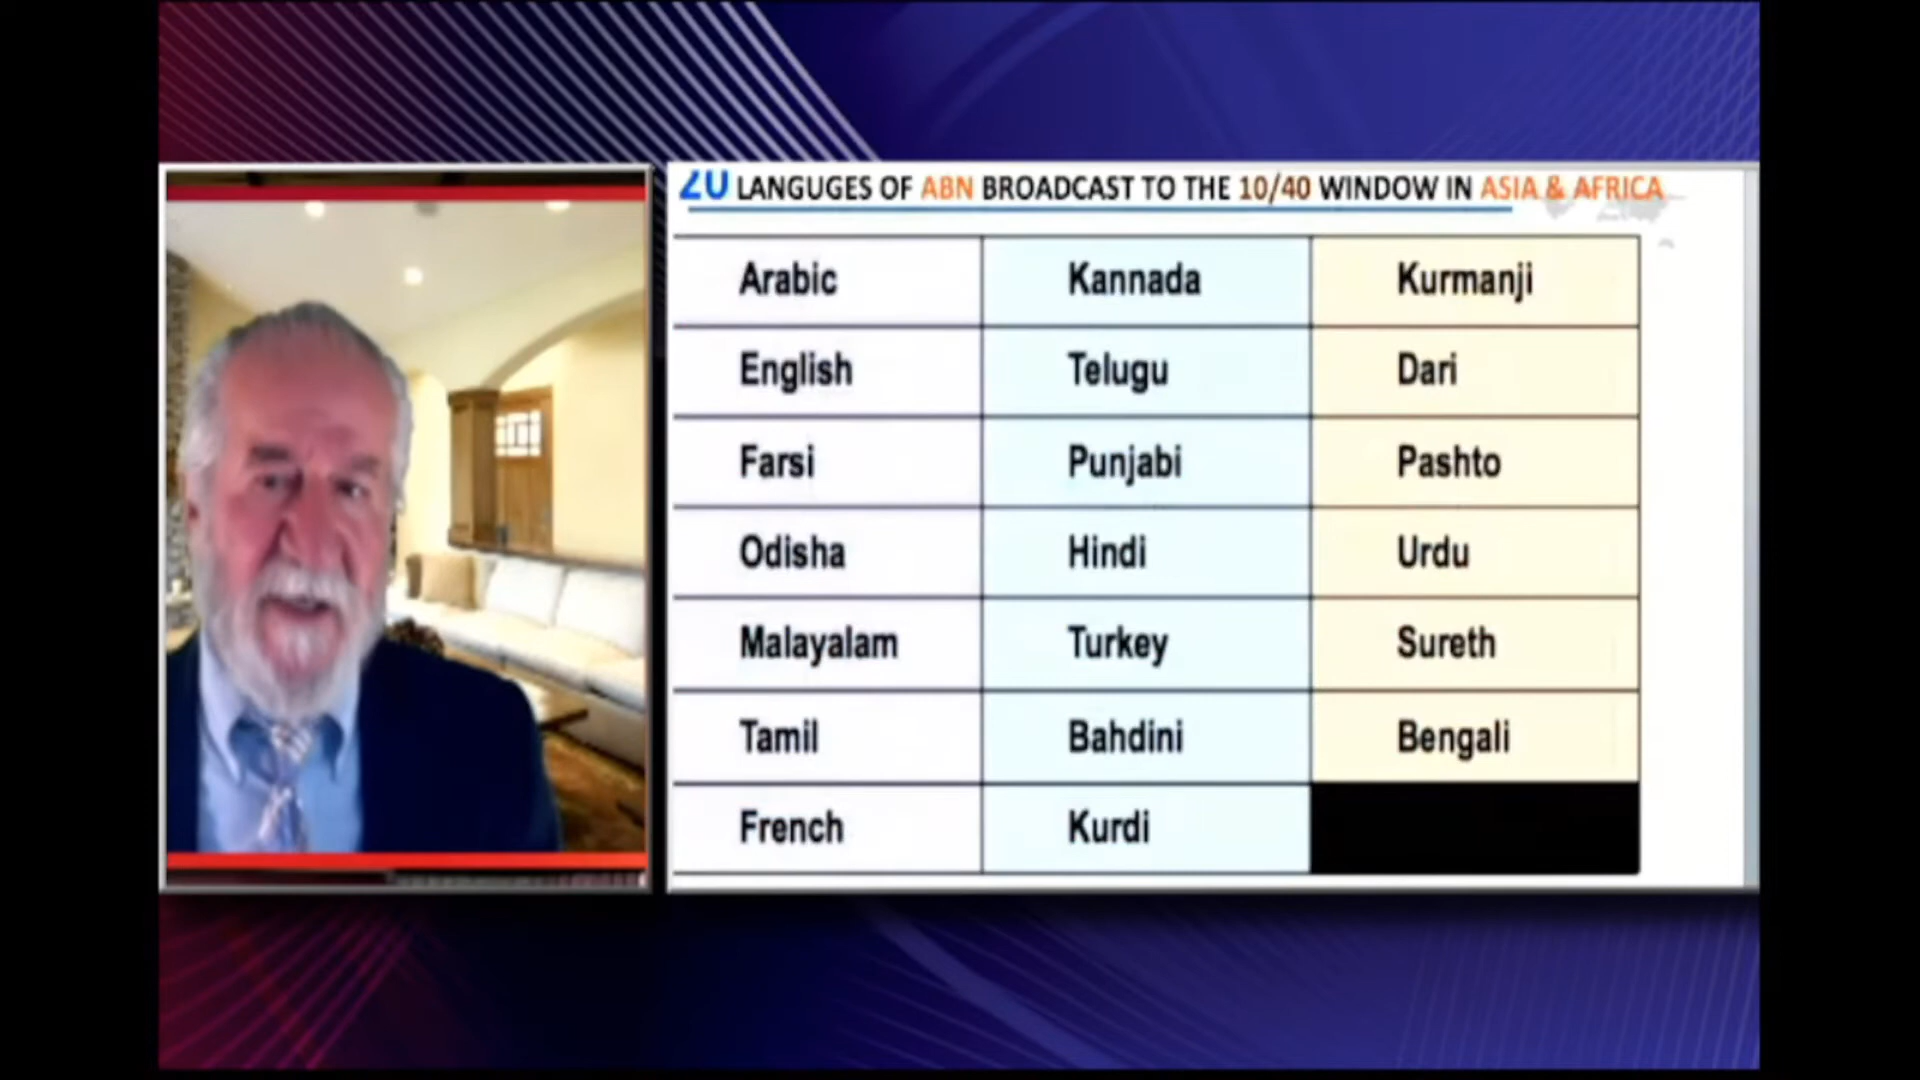 20 LANGUGES OF ABN BROADCAST TO THE 10/40 WINDOW IN ASIA & AFRICA
Arabic Kannada Kurmanji
English Telugu Dari
Farsi Punjabi Pashto
Odisha Hindi Urdu
Malayalam Turkey Sureth
Tamil Bahdini Bengali
French Kurdi